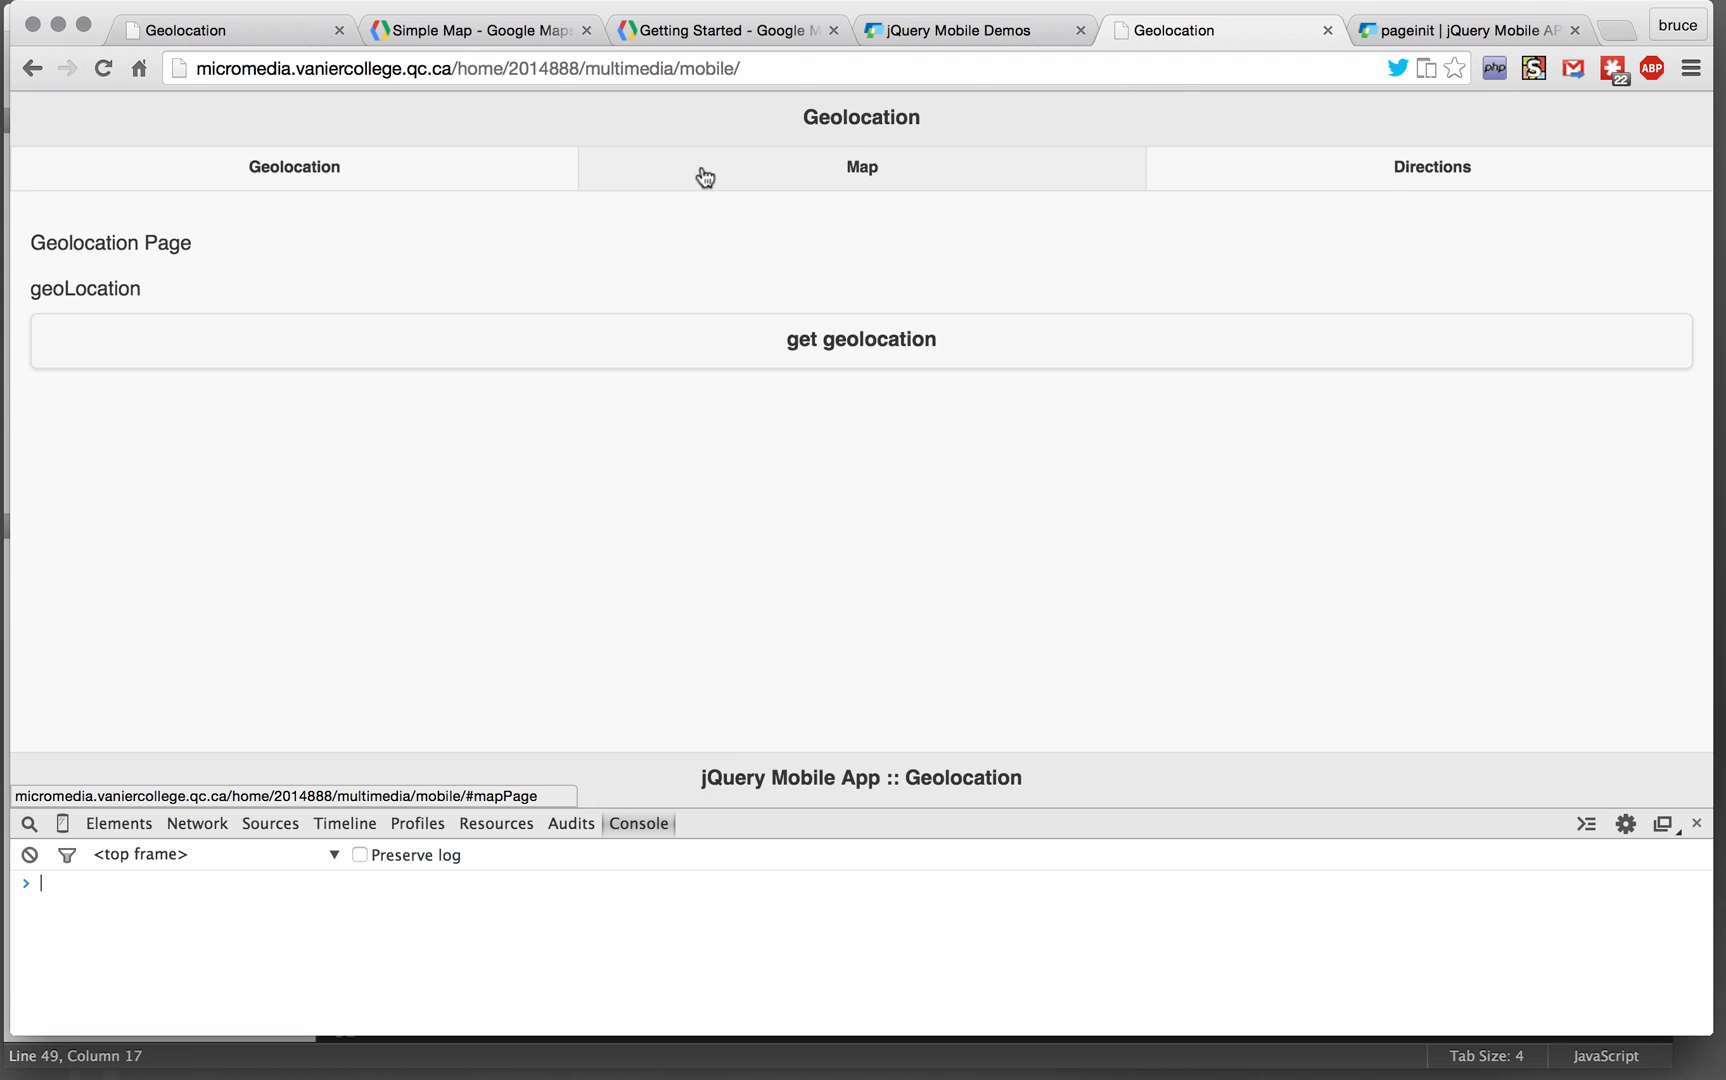 Geolocation
Simple Map - Google Maps
Getting Started - Google M
jQuery Mobile Demos
Geolocation
pageinit | jQuery Mobile AP
bruce
micromedia.vaniercollege.qc.ca/home/2014888/multimedia/mobile/
php
S
22
ABP
Geolocation
Geolocation
Map
Directions
Geolocation Page
geoLocation
get geolocation
jQuery Mobile App :: Geolocation
micromedia.vaniercollege.qc.ca/home/2014888/multimedia/mobile/#mapPage
Elements Network Sources Timeline Profiles Resources Audits Console
<top frame> Preserve log
Line 49, Column 17
Tab Size: 4
JavaScript